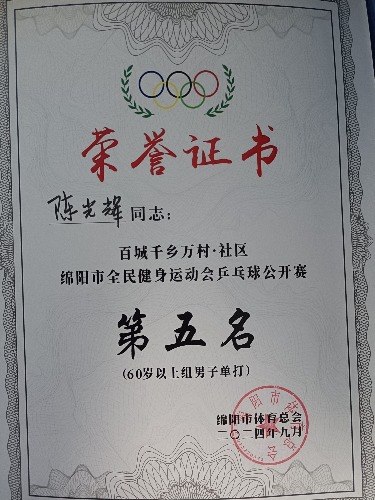 荣誉证书
陈光辉 同志：
百城千乡万村·社区
绵阳市全民健身运动会乒乓球公开赛
第五名
(60岁以上组男子单打)
绵阳市体育总会
二〇二四年九月